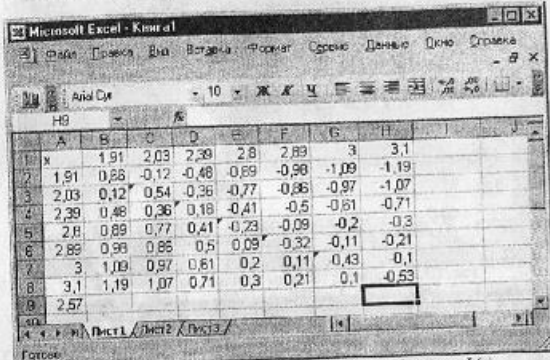 Microsoft Excel - Книга1
Файл Правка Вид Вставка Формат Сервис Данные Окно Справка
Arial Cyr 10 Ж К Ч
H9 fx
A B C D E F G H I J
1 x 1,91 2,03 2,39 2,8 2,89 3 3,1
2 1,91 0,66 -0,12 -0,48 -0,89 -0,98 -1,09 -1,19
3 2,03 0,12 0,54 -0,36 -0,77 -0,86 -0,97 -1,07
4 2,39 0,48 0,36 0,18 -0,41 -0,5 -0,61 -0,71
5 2,8 0,89 0,77 0,41 -0,23 -0,09 -0,2 -0,3
6 2,89 0,98 0,86 0,5 0,09 -0,32 -0,11 -0,21
7 3 1,09 0,97 0,61 0,2 0,11 -0,43 -0,1
8 3,1 1,19 1,07 0,71 0,3 0,21 0,1 -0,53
9 2,57
10
Лист1 Лист2 Лист3
Готово